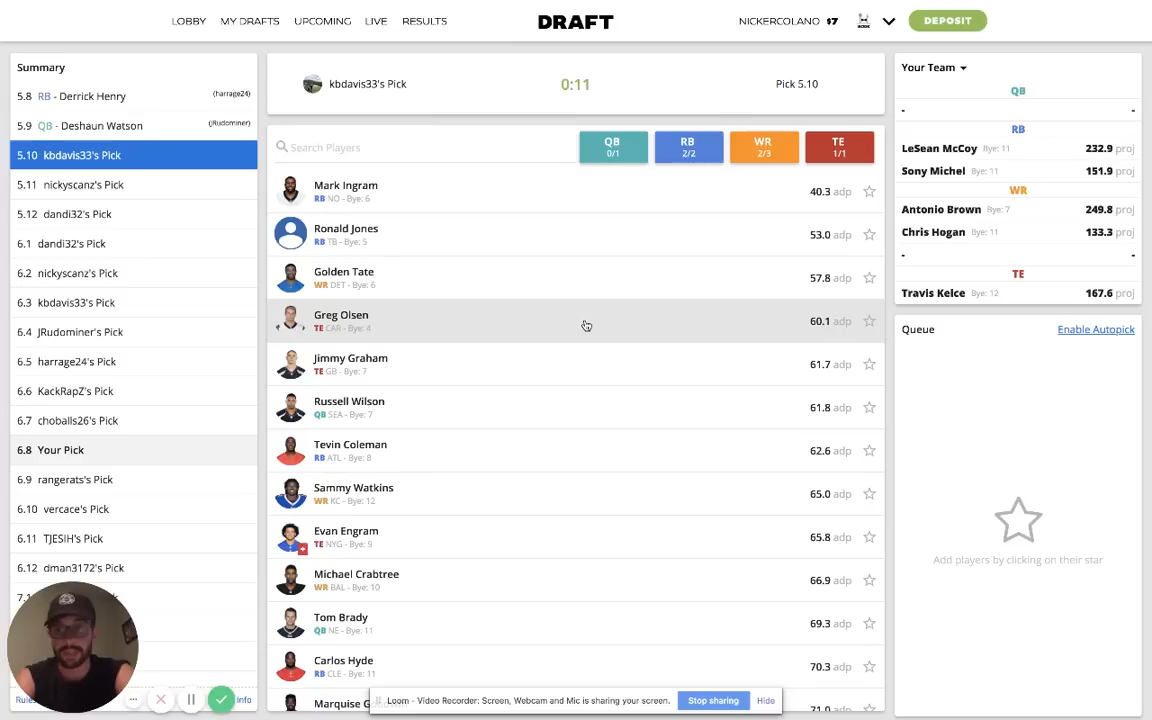 LOBBY MY DRAFTS UPCOMING LIVE RESULTS DRAFT NICKERCOLANO $7 DEPOSIT
Summary
5.8 RB - Derrick Henry (harrage24)
5.9 QB - Deshaun Watson (JRudominer)
5.10 kbdavis33's Pick
5.11 nickyscanz's Pick
5.12 dandi32's Pick
6.1 dandi32's Pick
6.2 nickyscanz's Pick
6.3 kbdavis33's Pick
6.4 JRudominer's Pick
6.5 harrage24's Pick
6.6 KackRapZ's Pick
6.7 choballs26's Pick
6.8 Your Pick
6.9 rangerats's Pick
6.10 vercace's Pick
6.11 TJESIH's Pick
6.12 dman3172's Pick
7.
Rules
Info
kbdavis33's Pick 0:11 Pick 5.10
Search Players
QB 0/1
RB 2/2
WR 2/3
TE 1/1
Mark Ingram
RB NO - Bye: 6
40.3 adp
Ronald Jones
RB TB - Bye: 5
53.0 adp
Golden Tate
WR DET - Bye: 6
57.8 adp
Greg Olsen
TE CAR - Bye: 4
60.1 adp
Jimmy Graham
TE GB - Bye: 7
61.7 adp
Russell Wilson
QB SEA - Bye: 7
61.8 adp
Tevin Coleman
RB ATL - Bye: 8
62.6 adp
Sammy Watkins
WR KC - Bye: 12
65.0 adp
Evan Engram
TE NYG - Bye: 9
65.8 adp
Michael Crabtree
WR BAL - Bye: 10
66.9 adp
Tom Brady
QB NE - Bye: 11
69.3 adp
Carlos Hyde
RB CLE - Bye: 11
70.3 adp
Marquise
71.0 adp
Loom - Video Recorder: Screen, Webcam and Mic is sharing your screen. Stop sharing Hide
Your Team
QB
- -
RB
LeSean McCoy Bye: 11 232.9 proj
Sony Michel Bye: 11 151.9 proj
WR
Antonio Brown Bye: 7 249.8 proj
Chris Hogan Bye: 11 133.3 proj
- -
TE
Travis Kelce Bye: 12 167.6 proj
Queue Enable Autopick
Add players by clicking on their star